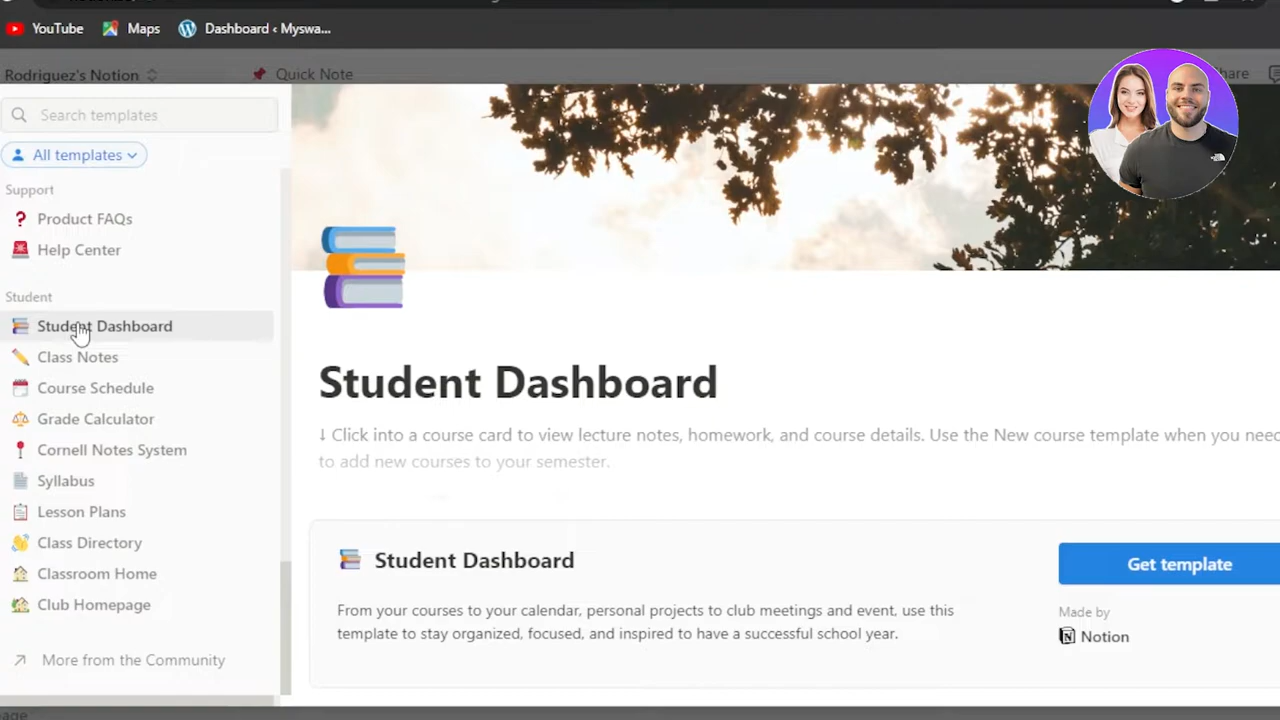 YouTube
Maps
Dashboard ‹ Myswa...
Rodriguez's Notion
Quick Note
Search templates
All templates
Support
Product FAQs
Help Center
Student
Student Dashboard
Class Notes
Course Schedule
Grade Calculator
Cornell Notes System
Syllabus
Lesson Plans
Class Directory
Classroom Home
Club Homepage
More from the Community
Student Dashboard
↓ Click into a course card to view lecture notes, homework, and course details. Use the New course template when you need
to add new courses to your semester.
Student Dashboard
From your courses to your calendar, personal projects to club meetings and event, use this
template to stay organized, focused, and inspired to have a successful school year.
Get template
Made by
Notion